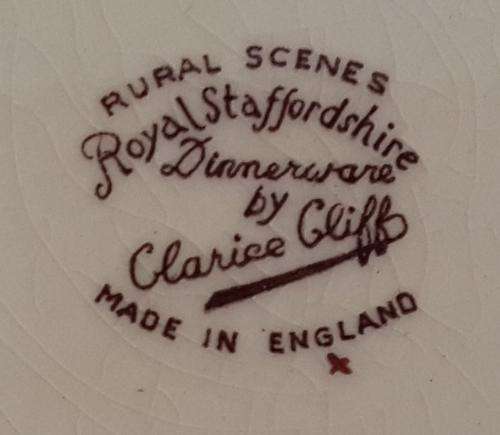 RURAL SCENES
Royal Staffordshire
Dinnerware
by
Clarice Cliff
MADE IN ENGLAND